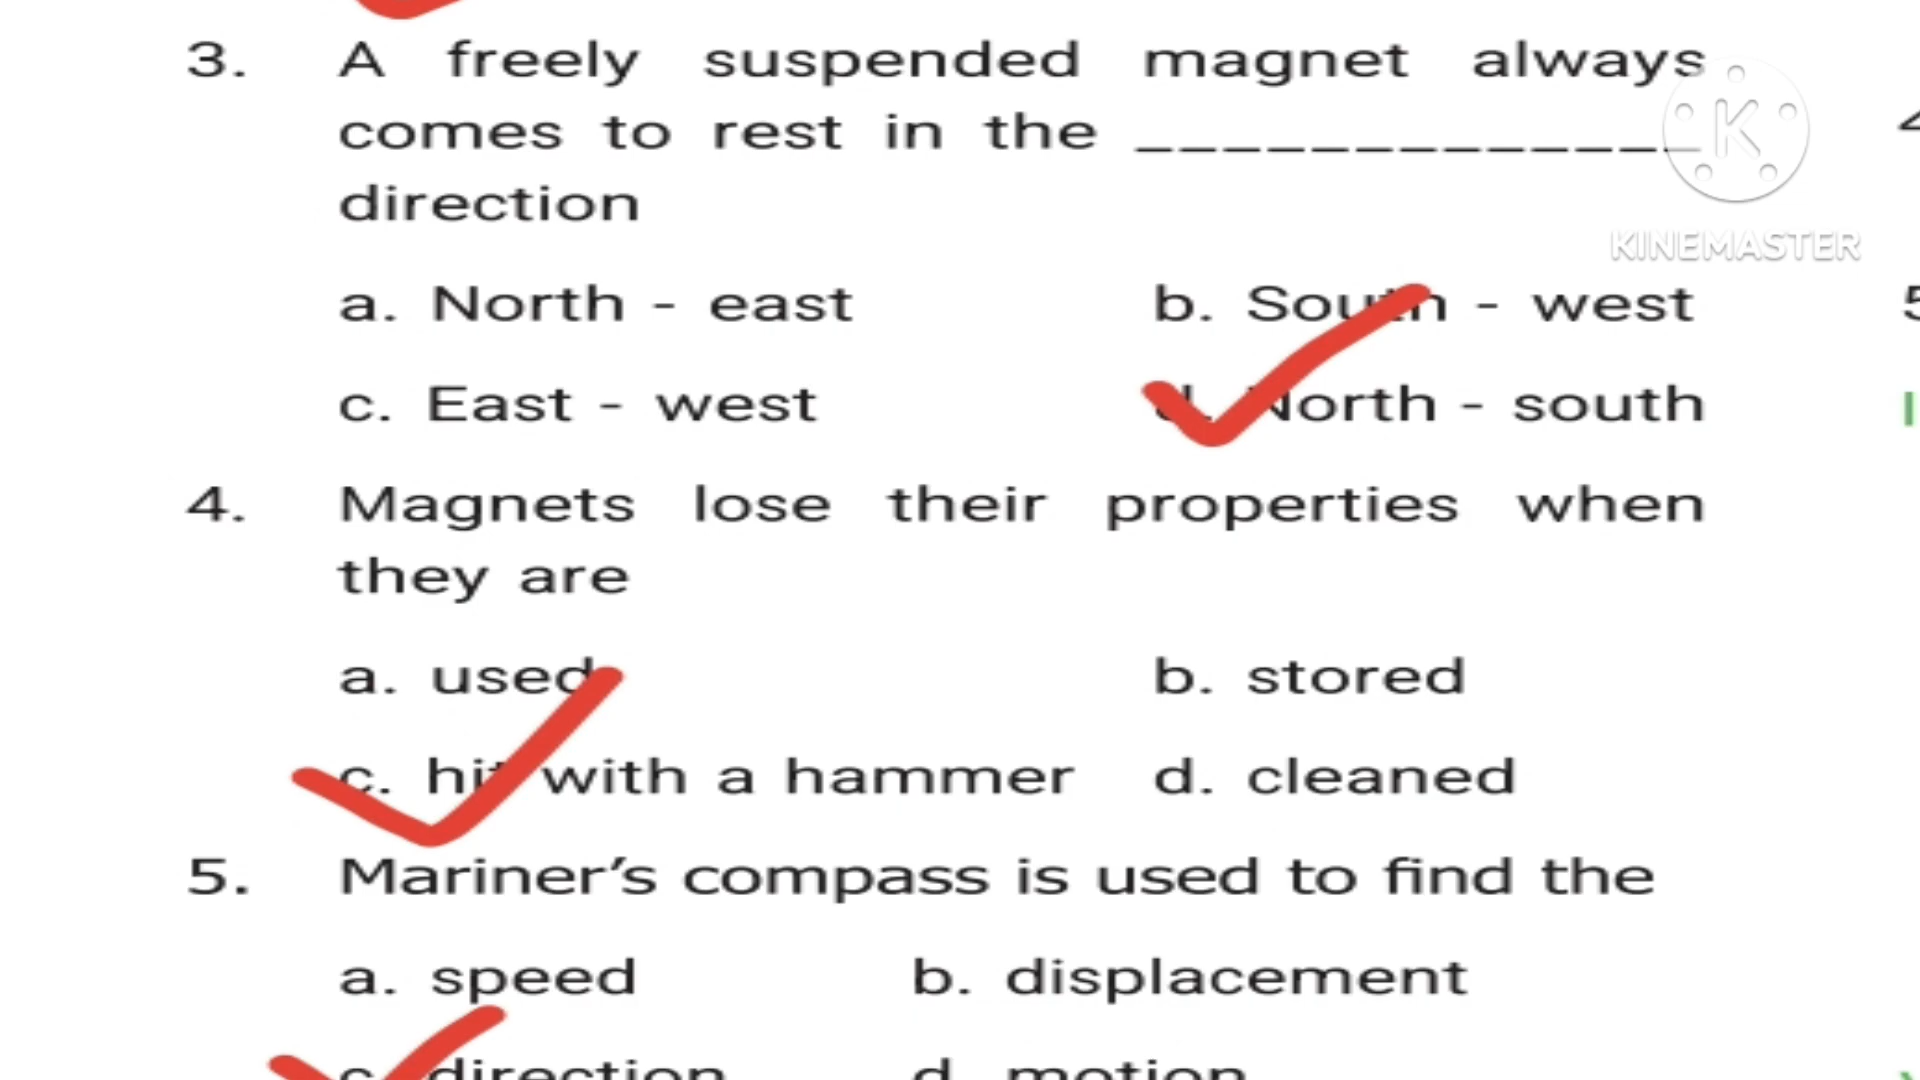 3. A freely suspended magnet always
comes to rest in the ______________
direction
a. North - east b. South - west
c. East - west d. North - south
4. Magnets lose their properties when
they are
a. used b. stored
c. hit with a hammer d. cleaned
5. Mariner’s compass is used to find the
a. speed b. displacement
c. direction d. motion
K
KINEMASTER